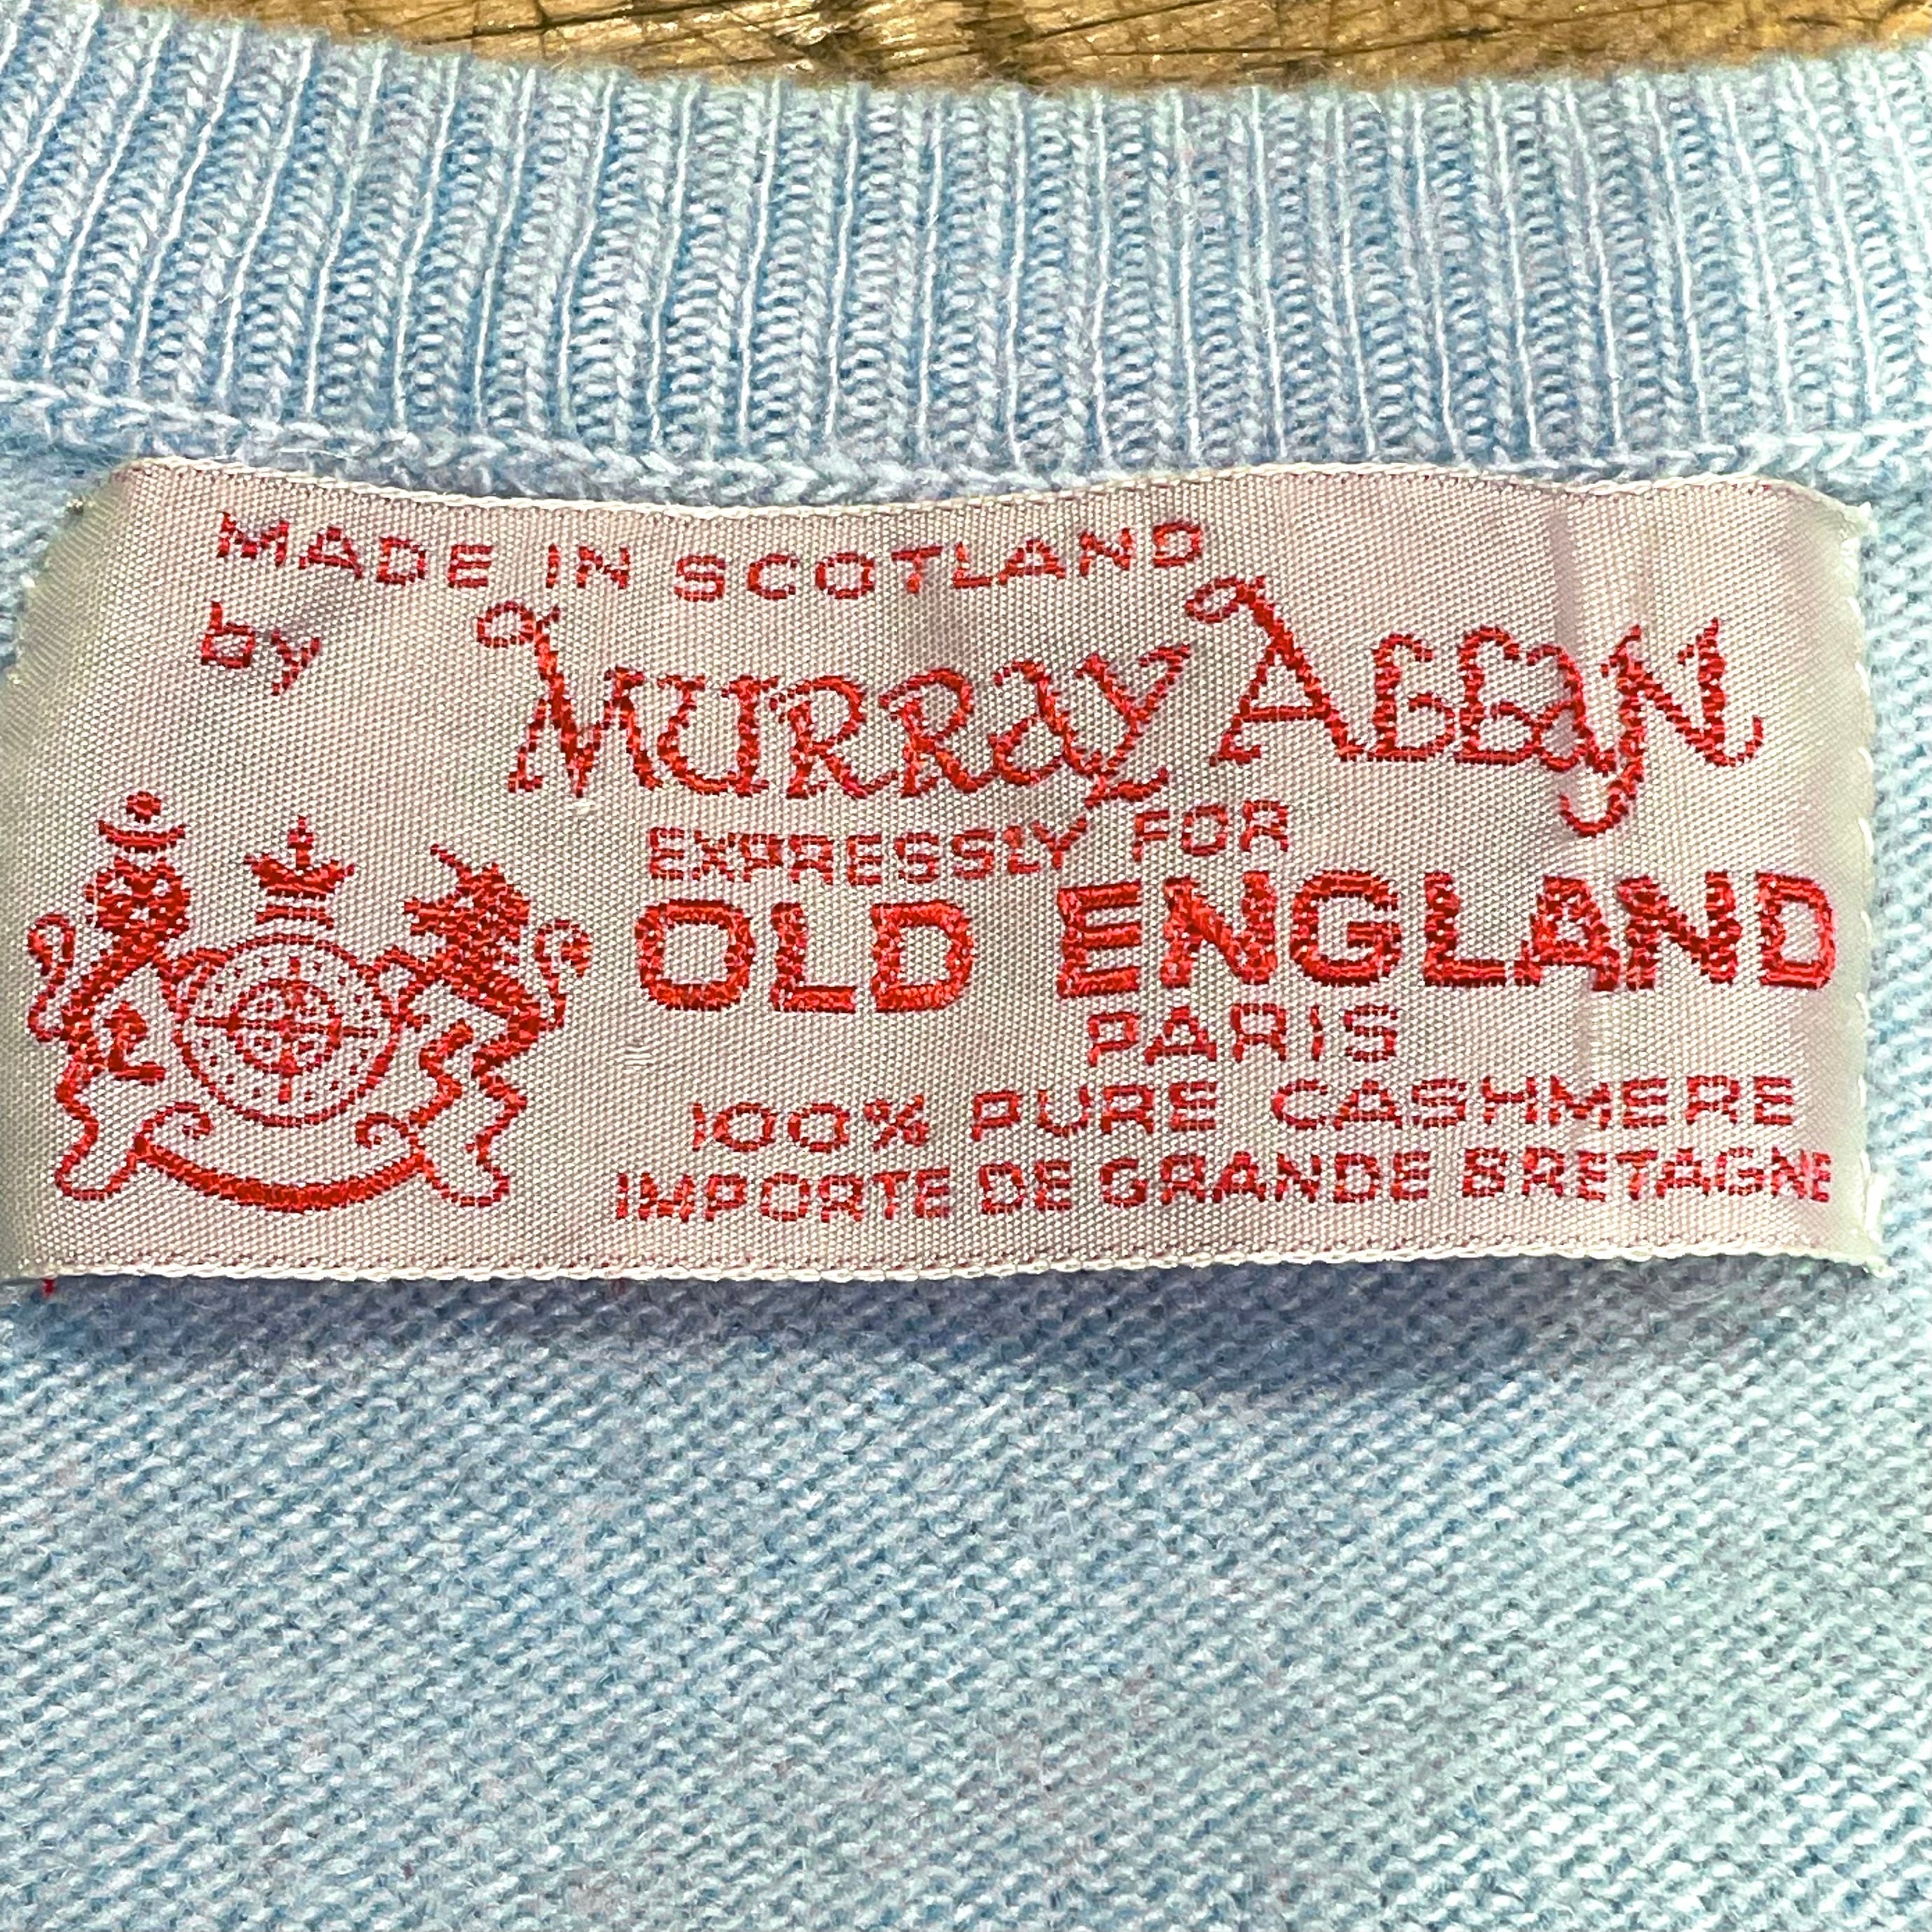 MADE IN SCOTLAND
by MURRAY ALLAN
EXPRESSLY FOR
OLD ENGLAND
PARIS
100% PURE CASHMERE
IMPORTE DE GRANDE BRETAGNE